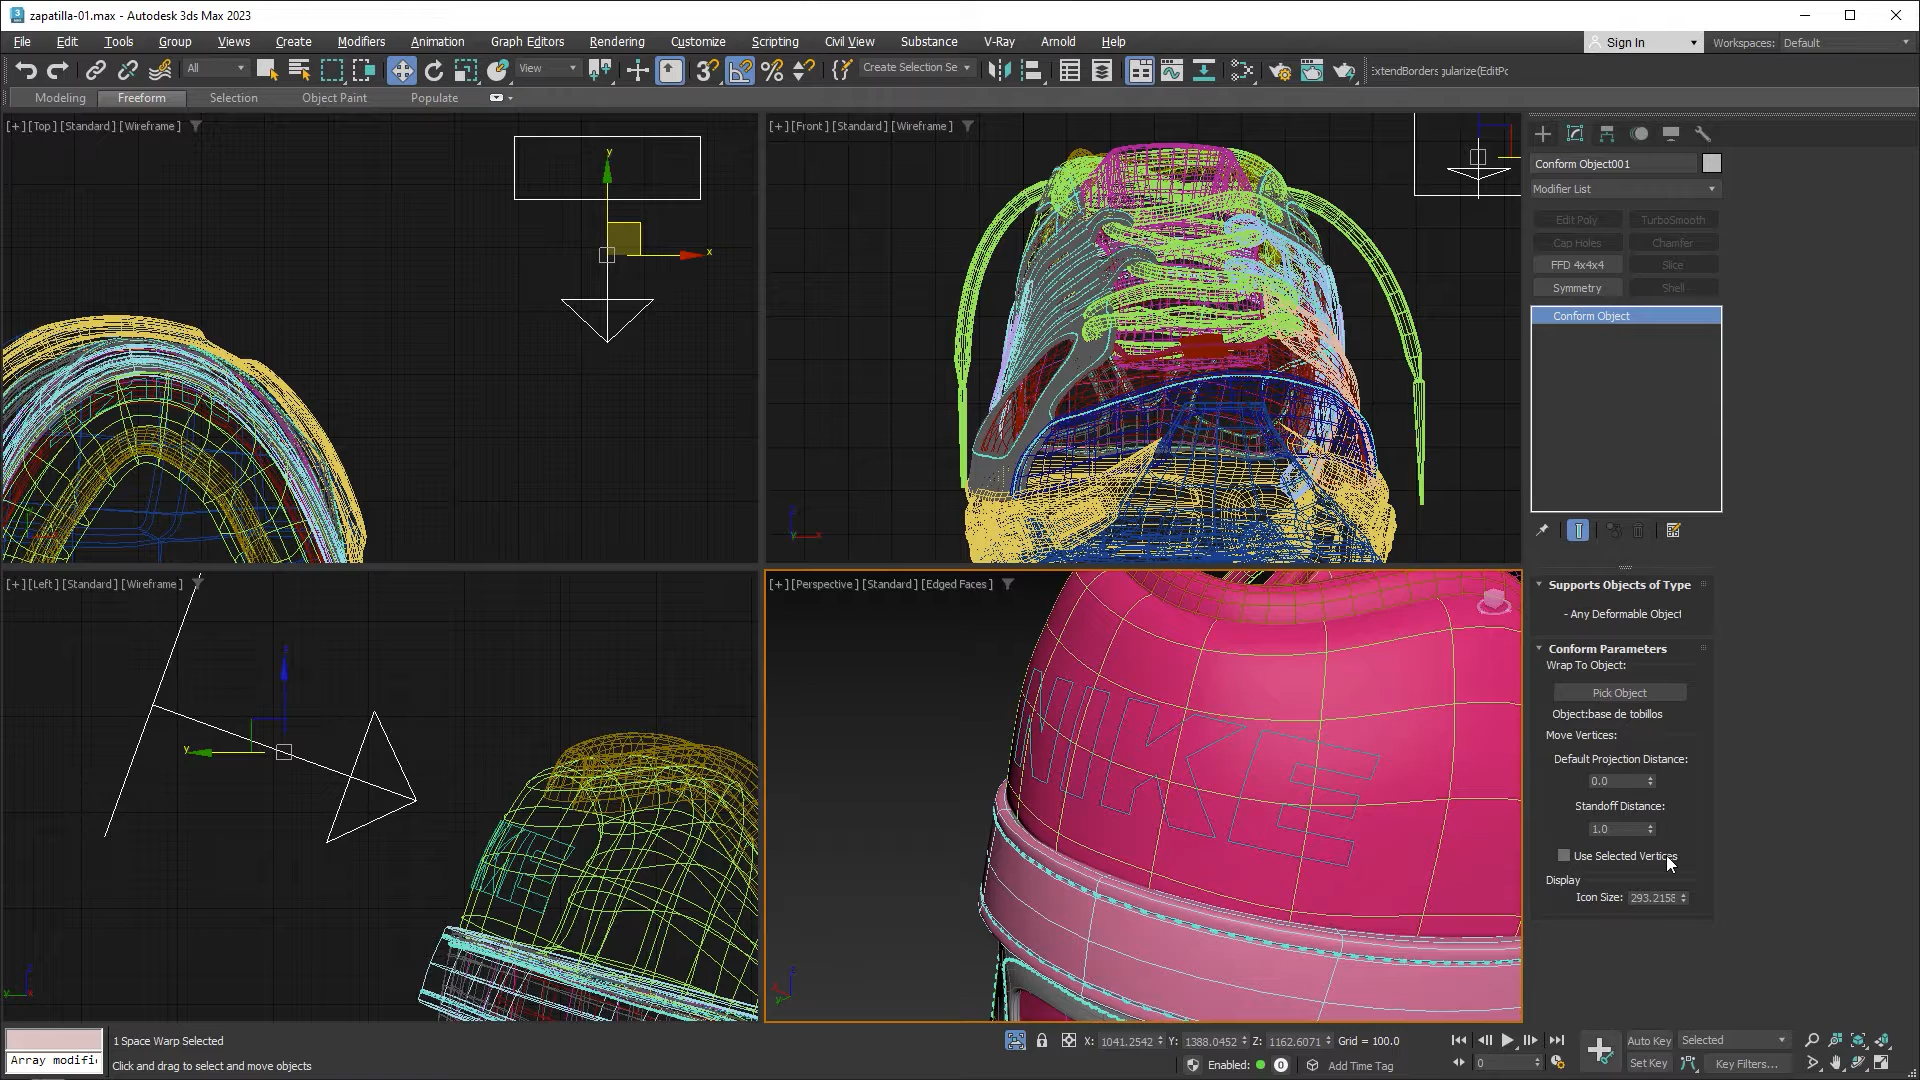 zapatilla-01.max - Autodesk 3ds Max 2023
File Edit Tools Group Views Create Modifiers Animation Graph Editors Rendering Customize Scripting Civil View Substance V-Ray Arnold Help
Sign In Workspaces: Default
All View Create Selection Se ExtendBorders gularize(EditPc
Modeling Freeform Selection Object Paint Populate
[+] [Top] [Standard] [Wireframe]
[+] [Front] [Standard] [Wireframe]
Conform Object001
Modifier List
Edit Poly TurboSmooth
Cap Holes Chamfer
FFD 4x4x4 Slice
Symmetry Shell
Conform Object
[+] [Left] [Standard] [Wireframe]
[+] [Perspective] [Standard] [Edged Faces]
NIKE
Supports Objects of Type
- Any Deformable Object
Conform Parameters
Wrap To Object:
Pick Object
Object:base de tobillos
Move Vertices:
Default Projection Distance:
0.0
Standoff Distance:
1.0
Use Selected Vertices
Display
Icon Size: 293.2158
1 Space Warp Selected
X: 1041.2542 Y: 1388.0452 Z: 1162.6071 Grid = 100.0
Auto Key Selected
Array modifi
Click and drag to select and move objects
Enabled: 0 Add Time Tag
0
Set Key Key Filters...